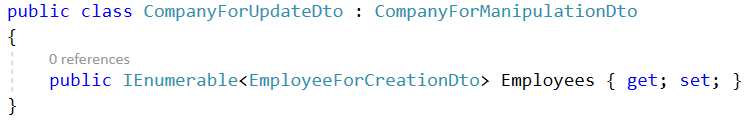 public class CompanyForUpdateDto : CompanyForManipulationDto
{
0 references
public IEnumerable<EmployeeForCreationDto> Employees { get; set; }
}